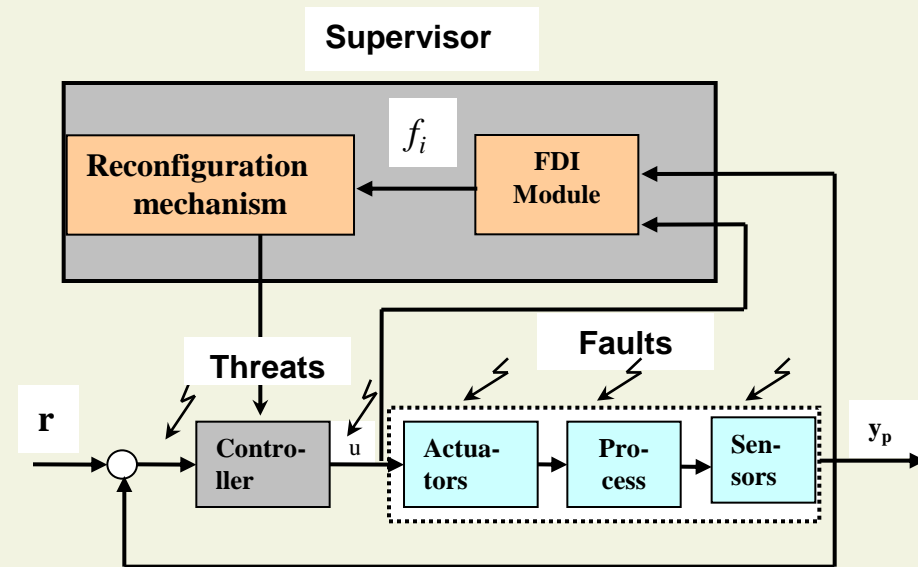 Supervisor
f_i
Reconfiguration
mechanism
FDI
Module
Threats
Faults
r
Contro-
ller
u
Actua-
tors
Pro-
cess
Sen-
sors
y_p